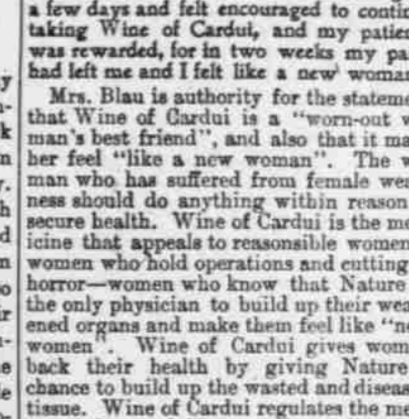 a few days and felt encouraged to contin
taking Wine of Cardui, and my patien
was rewarded, for in two weeks my pa
had left me and I felt like a new woman
Mrs. Blau is authority for the stateme
that Wine of Cardui is a "worn-out w
man's best friend", and also that it ma
her feel "like a new woman". The w
man who has suffered from female wea
ness should do anything within reason
secure health. Wine of Cardui is the me
icine that appeals to reasonsible women
women who hold operations and cutting
horror—women who know that Nature
the only physician to build up their wea
ened organs and make them feel like "ne
women". Wine of Cardui gives wom
back their health by giving Nature
chance to build up the wasted and diseas
tissue. Wine of Cardui regulates the me